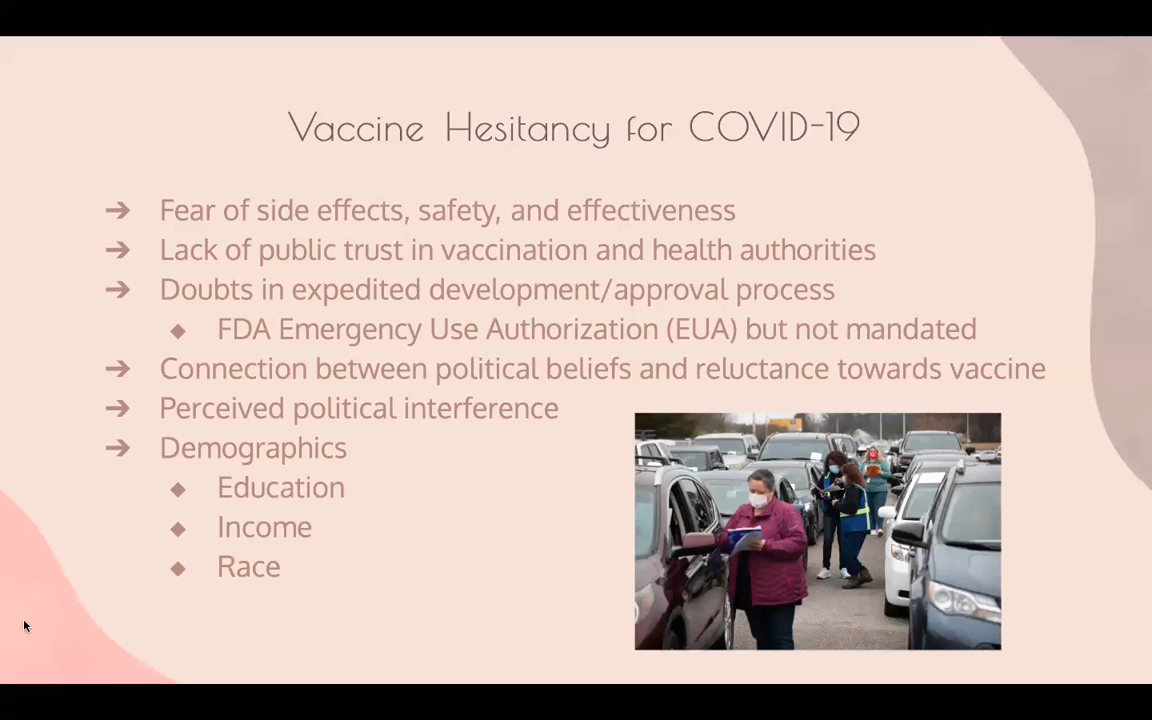 Vaccine Hesitancy for COVID-19
➔ Fear of side effects, safety, and effectiveness
➔ Lack of public trust in vaccination and health authorities
➔ Doubts in expedited development/approval process
◆ FDA Emergency Use Authorization (EUA) but not mandated
➔ Connection between political beliefs and reluctance towards vaccine
➔ Perceived political interference
➔ Demographics
◆ Education
◆ Income
◆ Race